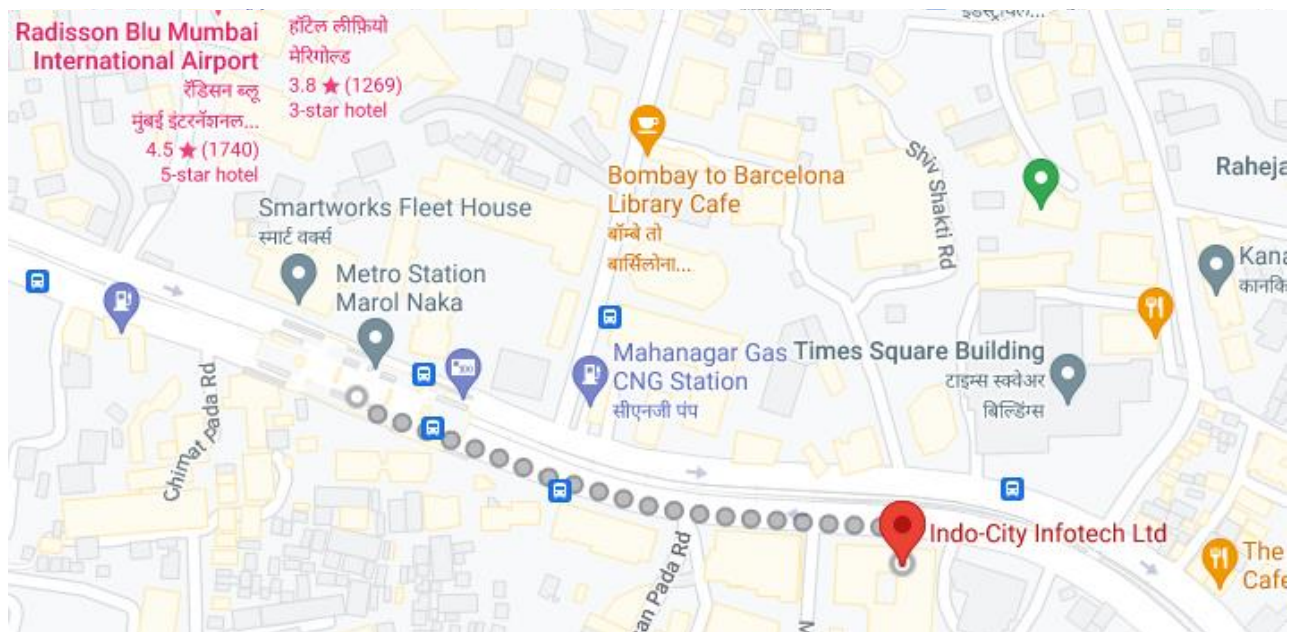 Radisson Blu Mumbai
International Airport
रॅडिसन ब्लू
मुंबई इंटरनॅशनल...
4.5 ★ (1740)
5-star hotel
हॉटेल लीफ़ियो
मेरिगोल्ड
3.8 ★ (1269)
3-star hotel
Bombay to Barcelona
Library Cafe
बॉम्बे तो
बार्सिलोना...
Shiv Shakti Rd
Raheja
Smartworks Fleet House
स्मार्ट वर्क्स
Metro Station
Marol Naka
Kana
कानकि
Mahanagar Gas
CNG Station
सीएनजी पंप
Times Square Building
टाइम्स स्क्वेअर
बिल्डिंग्स
Chimat Pada Rd
an Pada Rd
Indo-City Infotech Ltd
The
Cafe
N